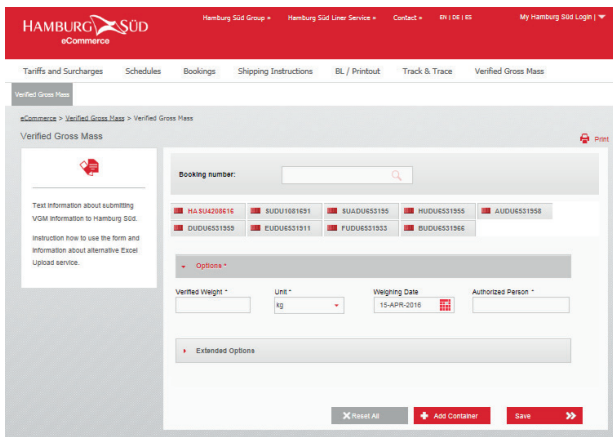 HAMBURG SÜD
eCommerce
Hamburg Süd Group » Hamburg Süd Liner Service » Contact » EN | DE | ES My Hamburg Süd Login |
Tariffs and Surcharges Schedules Bookings Shipping Instructions BL / Printout Track & Trace Verified Gross Mass
Verified Gross Mass
eCommerce > Verified Gross Mass > Verified Gross Mass
Verified Gross Mass
Print
Text information about submitting
VGM information to Hamburg Süd.
Instruction how to use the form and
information about alternative Excel
Upload service.
Booking number:
HASU4208616 SUDU1081691 SUADU653195 HUDU6531955 AUDU6531958
DUDU6531959 EUDU6531911 FUDU6531933 BUDU6531966
Options *
Verified Weight * Unit * Weighing Date Authorized Person *
kg 15-APR-2016
Extended Options
Reset All Add Container Save